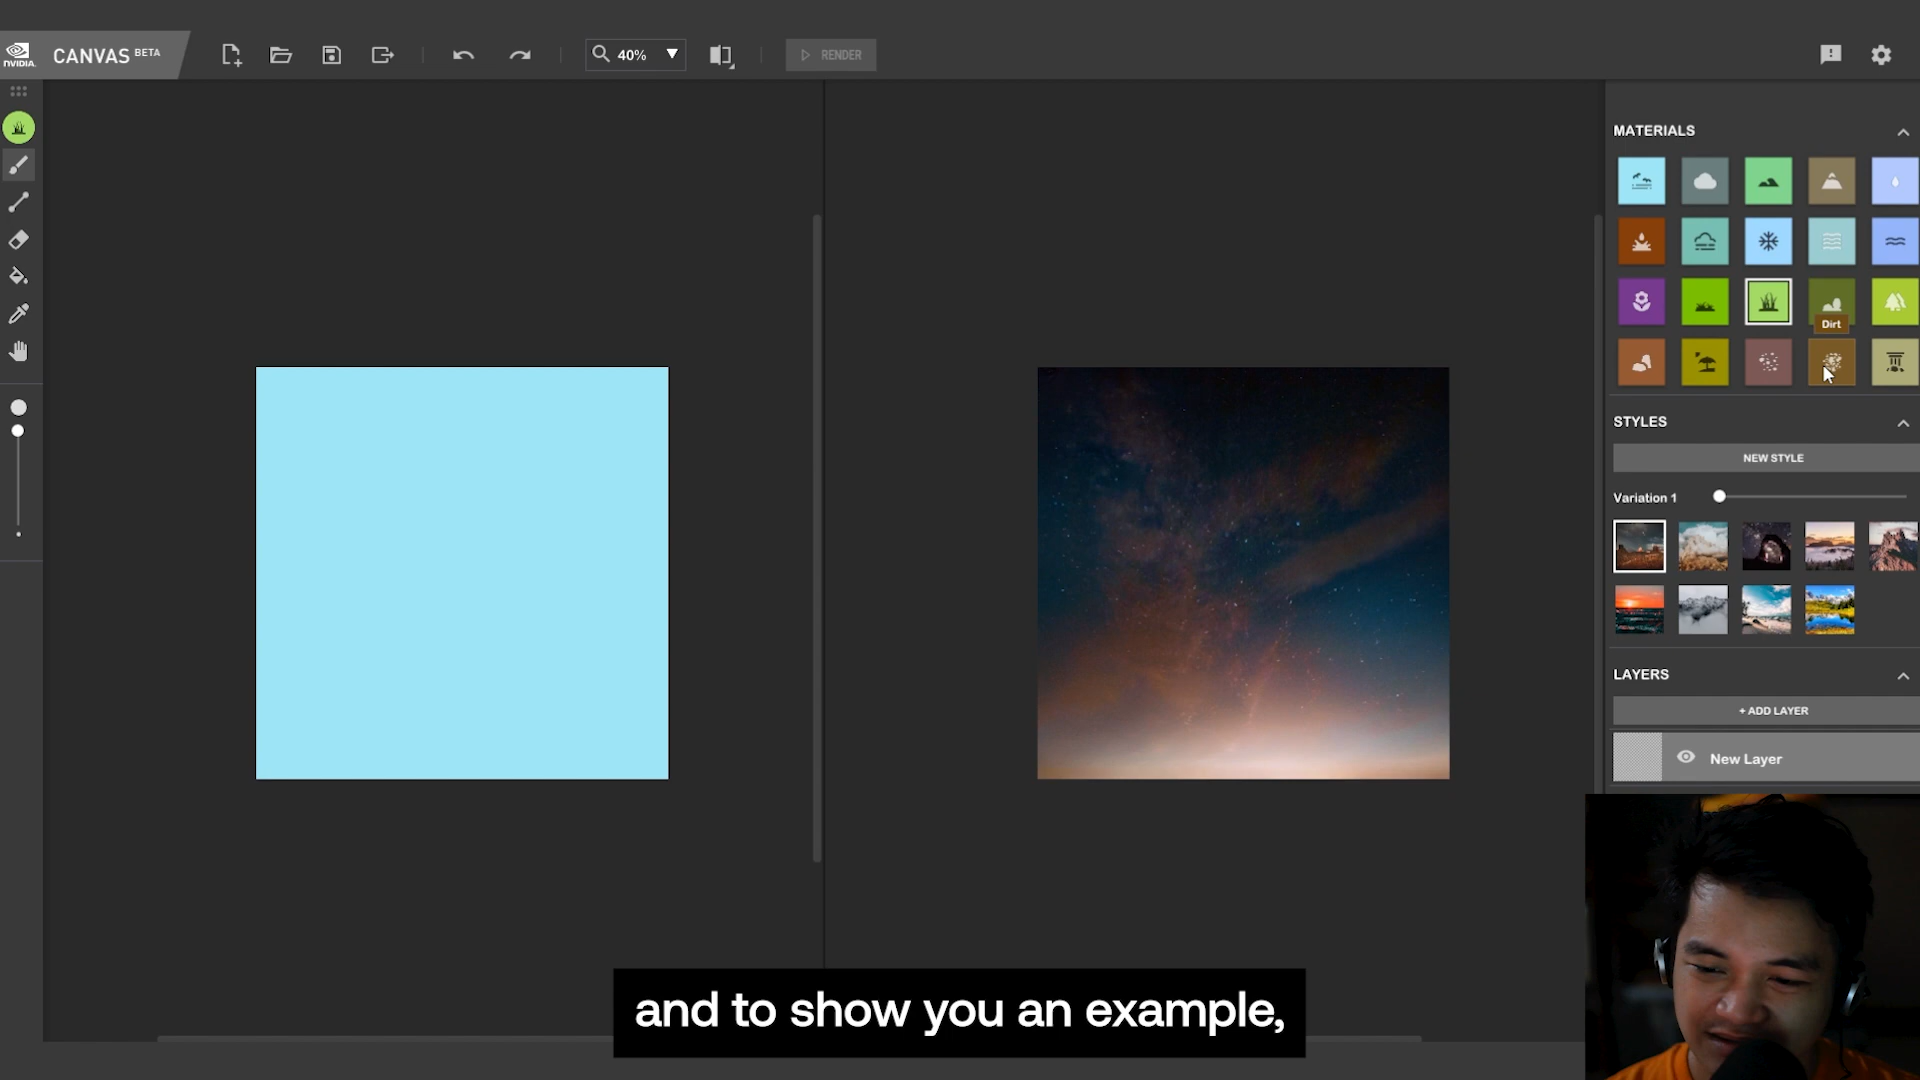 NVIDIA.
CANVAS BETA
40%
RENDER
MATERIALS
Dirt
STYLES
NEW STYLE
Variation 1
LAYERS
+ ADD LAYER
New Layer
and to show you an example,